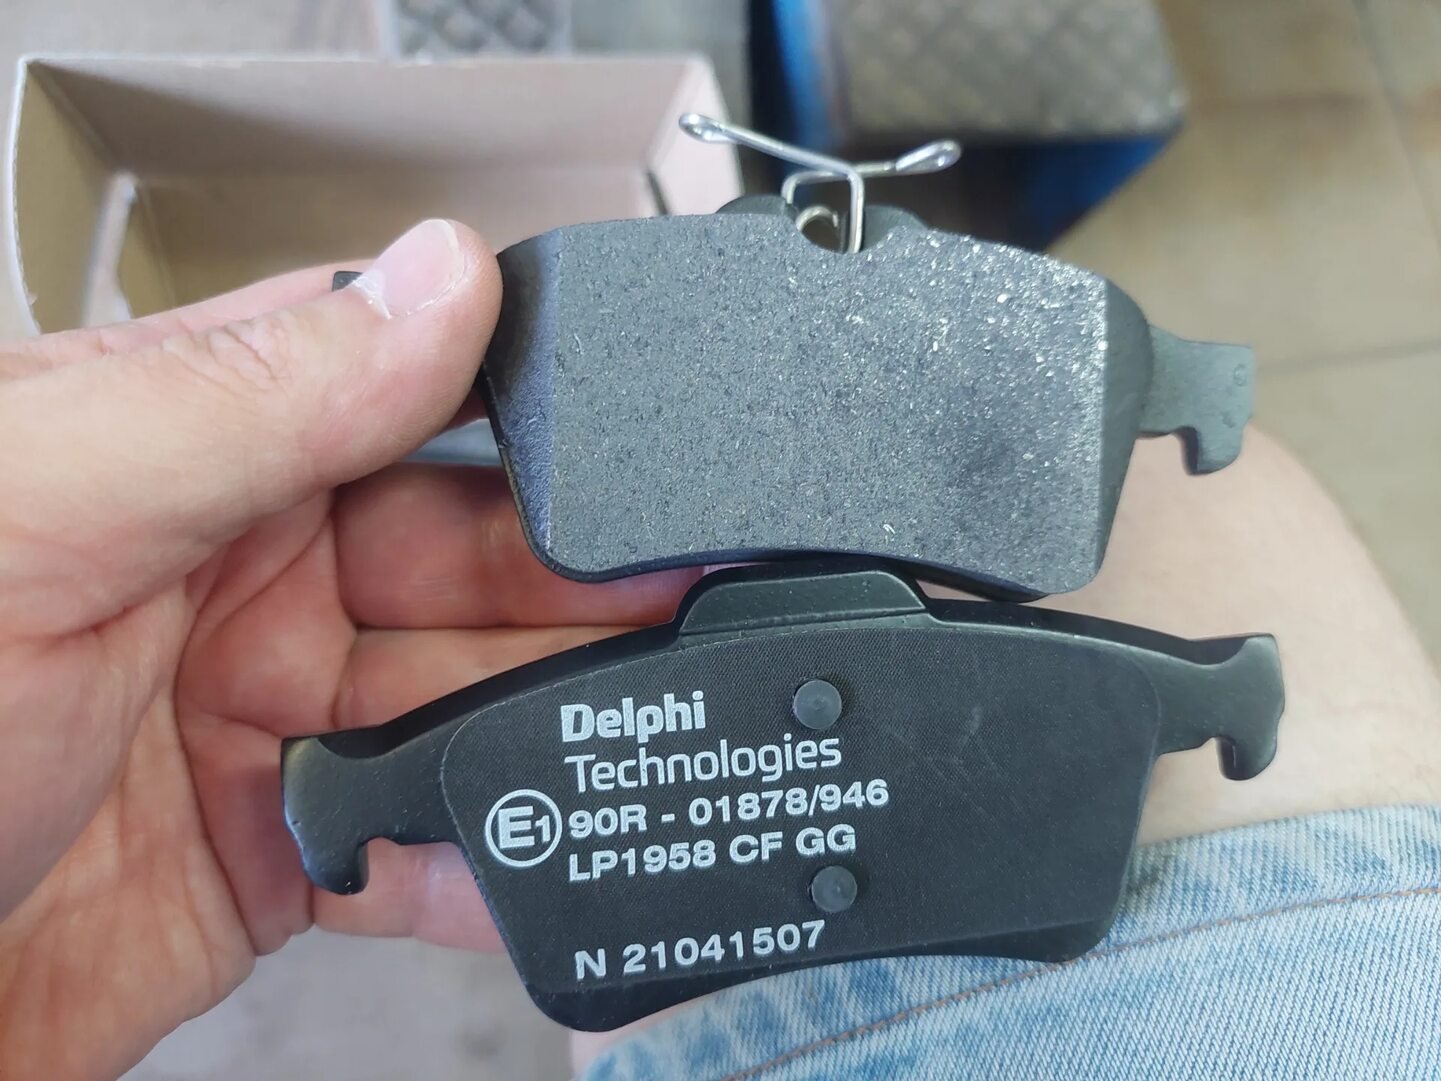 Delphi
Technologies
E1 90R - 01878/946
LP1958 CF GG
N 21041507